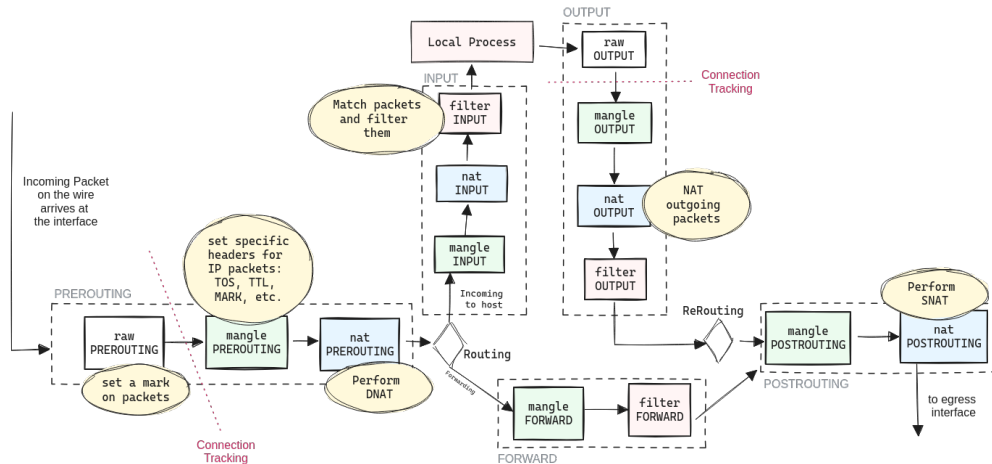 OUTPUT
Local Process
raw
OUTPUT
Connection
Tracking
INPUT
Match packets
and filter
them
filter
INPUT
mangle
OUTPUT
nat
INPUT
NAT
outgoing
packets
nat
OUTPUT
Incoming Packet
on the wire
arrives at
the interface
set specific
headers for
IP packets:
TOS, TTL,
MARK, etc.
mangle
INPUT
filter
OUTPUT
Incoming
to host
PREROUTING
raw
PREROUTING
mangle
PREROUTING
nat
PREROUTING
set a mark
on packets
Perform
DNAT
Routing
Forwarding
ReRouting
Perform
SNAT
mangle
POSTROUTING
nat
POSTROUTING
POSTROUTING
to egress
interface
mangle
FORWARD
filter
FORWARD
FORWARD
Connection
Tracking